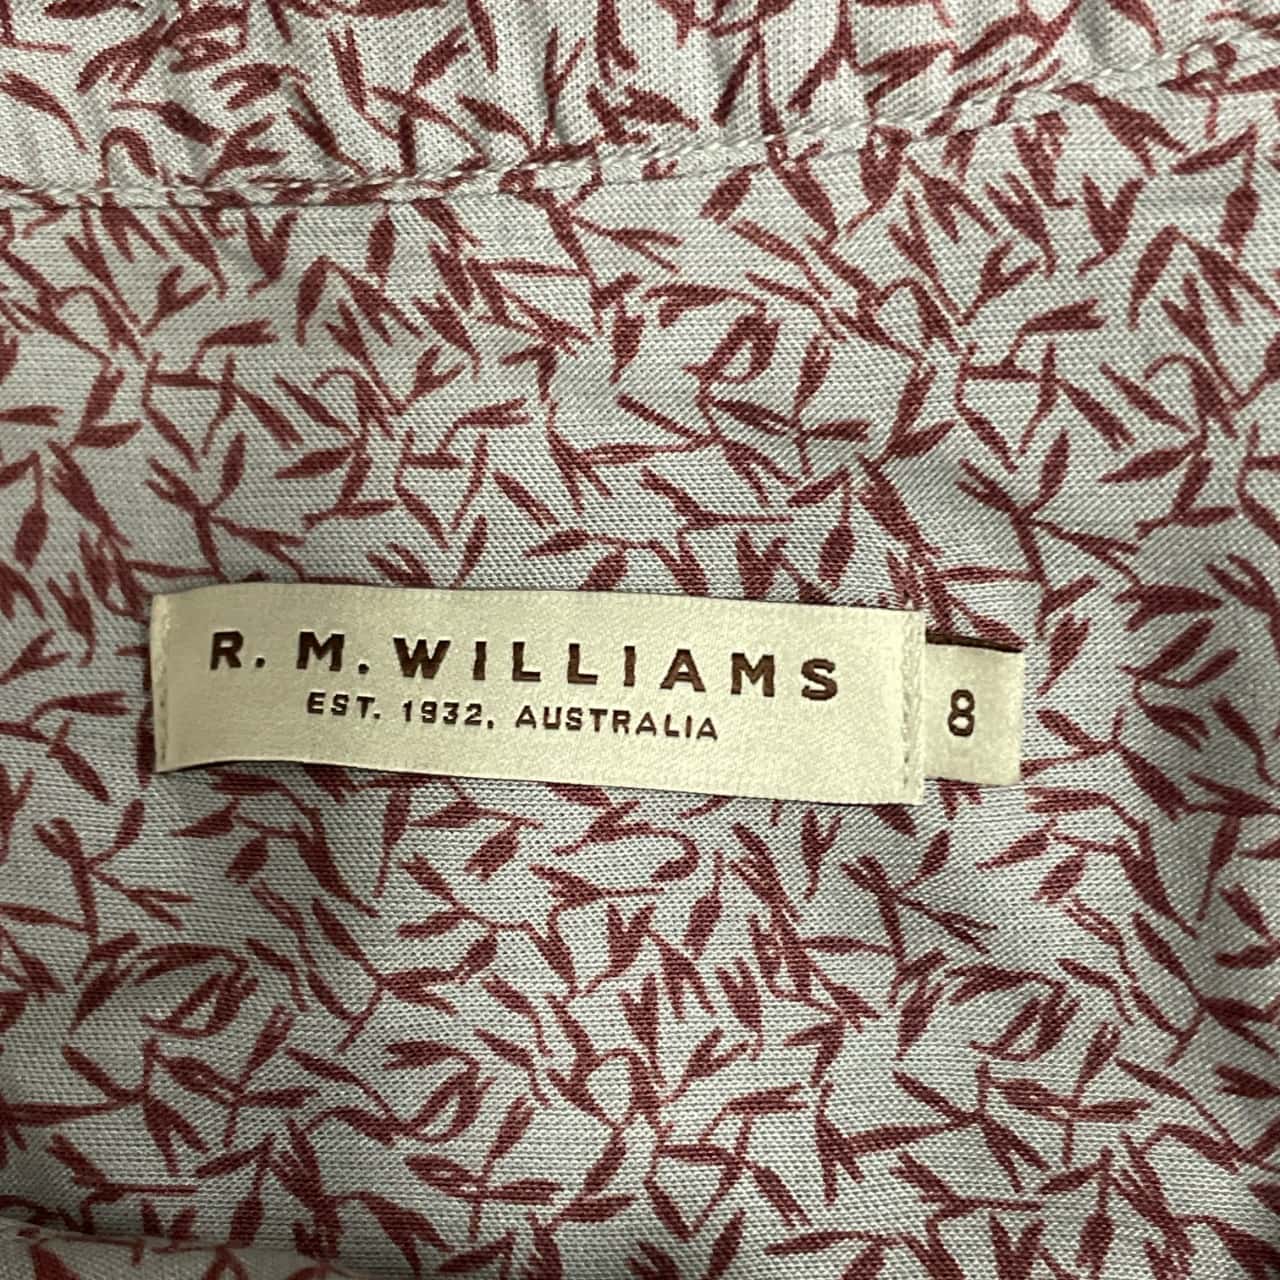 R. M. WILLIAMS
EST. 1932, AUSTRALIA
8